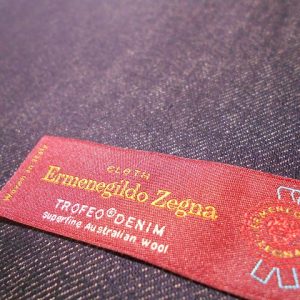 CLOTH
Ermenegildo Zegna
TROFEO® DENIM
Superfine Australian Wool